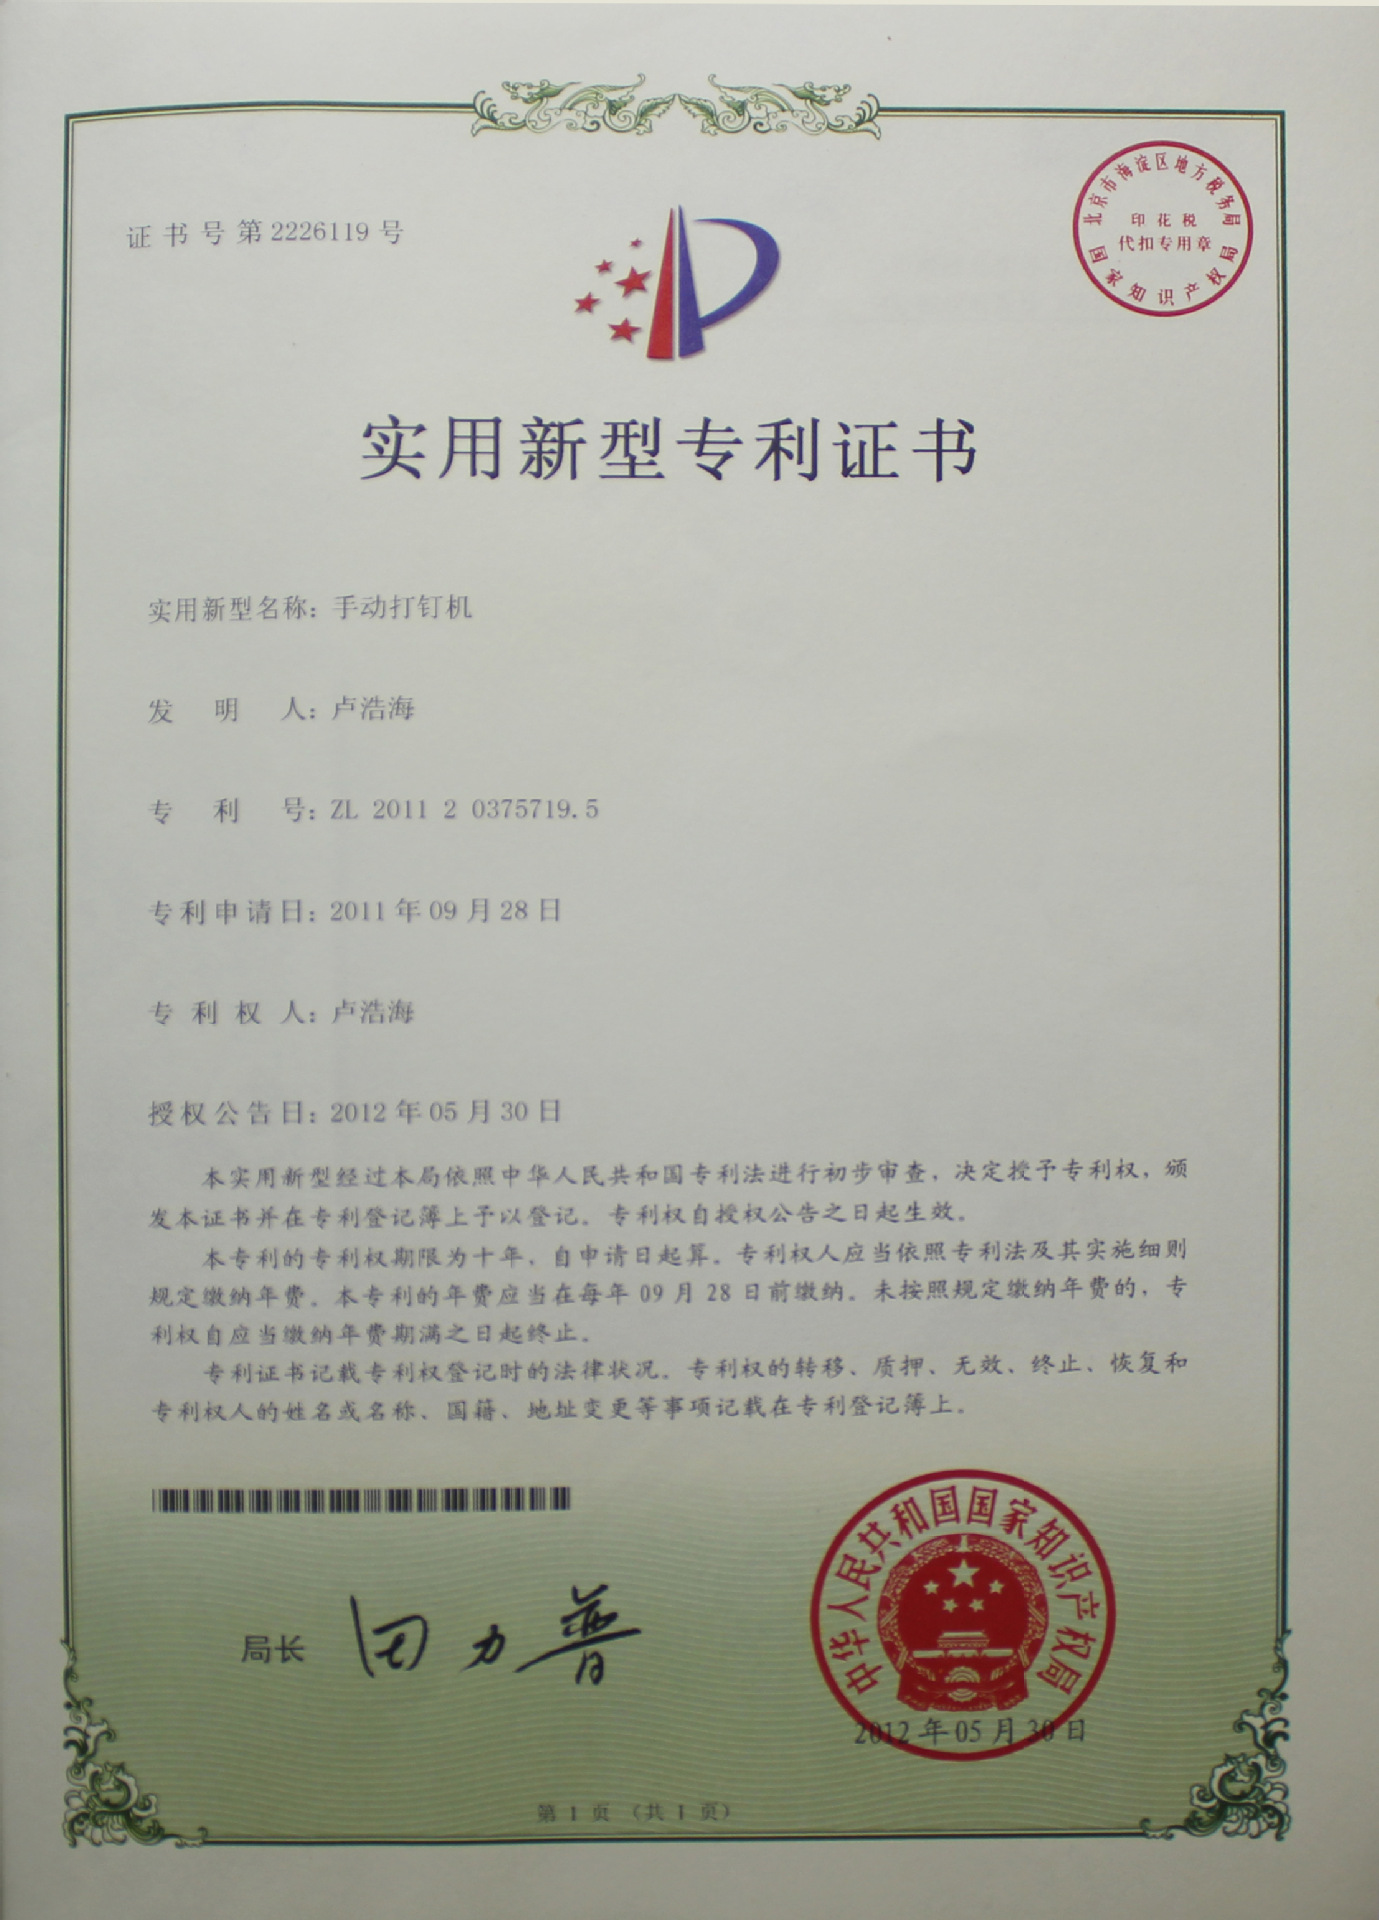 证书号第2226119号
北京市海淀区地方税务局
印花税
代扣专用章
国家知识产权局
实用新型专利证书
实用新型名称：手动打钉机
发明人：卢浩海
专利号：ZL 2011 2 0375719.5
专利申请日：2011年09月28日
专利权人：卢浩海
授权公告日：2012年05月30日
本实用新型经过本局依照中华人民共和国专利法进行初步审查，决定授予专利权，颁
发本证书并在专利登记簿上予以登记。专利权自授权公告之日起生效。
本专利的专利权期限为十年，自申请日起算。专利权人应当依照专利法及其实施细则
规定缴纳年费。本专利的年费应当在每年09月28日前缴纳。未按照规定缴纳年费的，专
利权自应当缴纳年费期满之日起终止。
专利证书记载专利权登记时的法律状况。专利权的转移、质押、无效、终止、恢复和
专利权人的姓名或名称、国籍、地址变更等事项记载在专利登记簿上。
中华人民共和国国家知识产权局
局长 田力普
2012年05月30日
第1页（共1页）